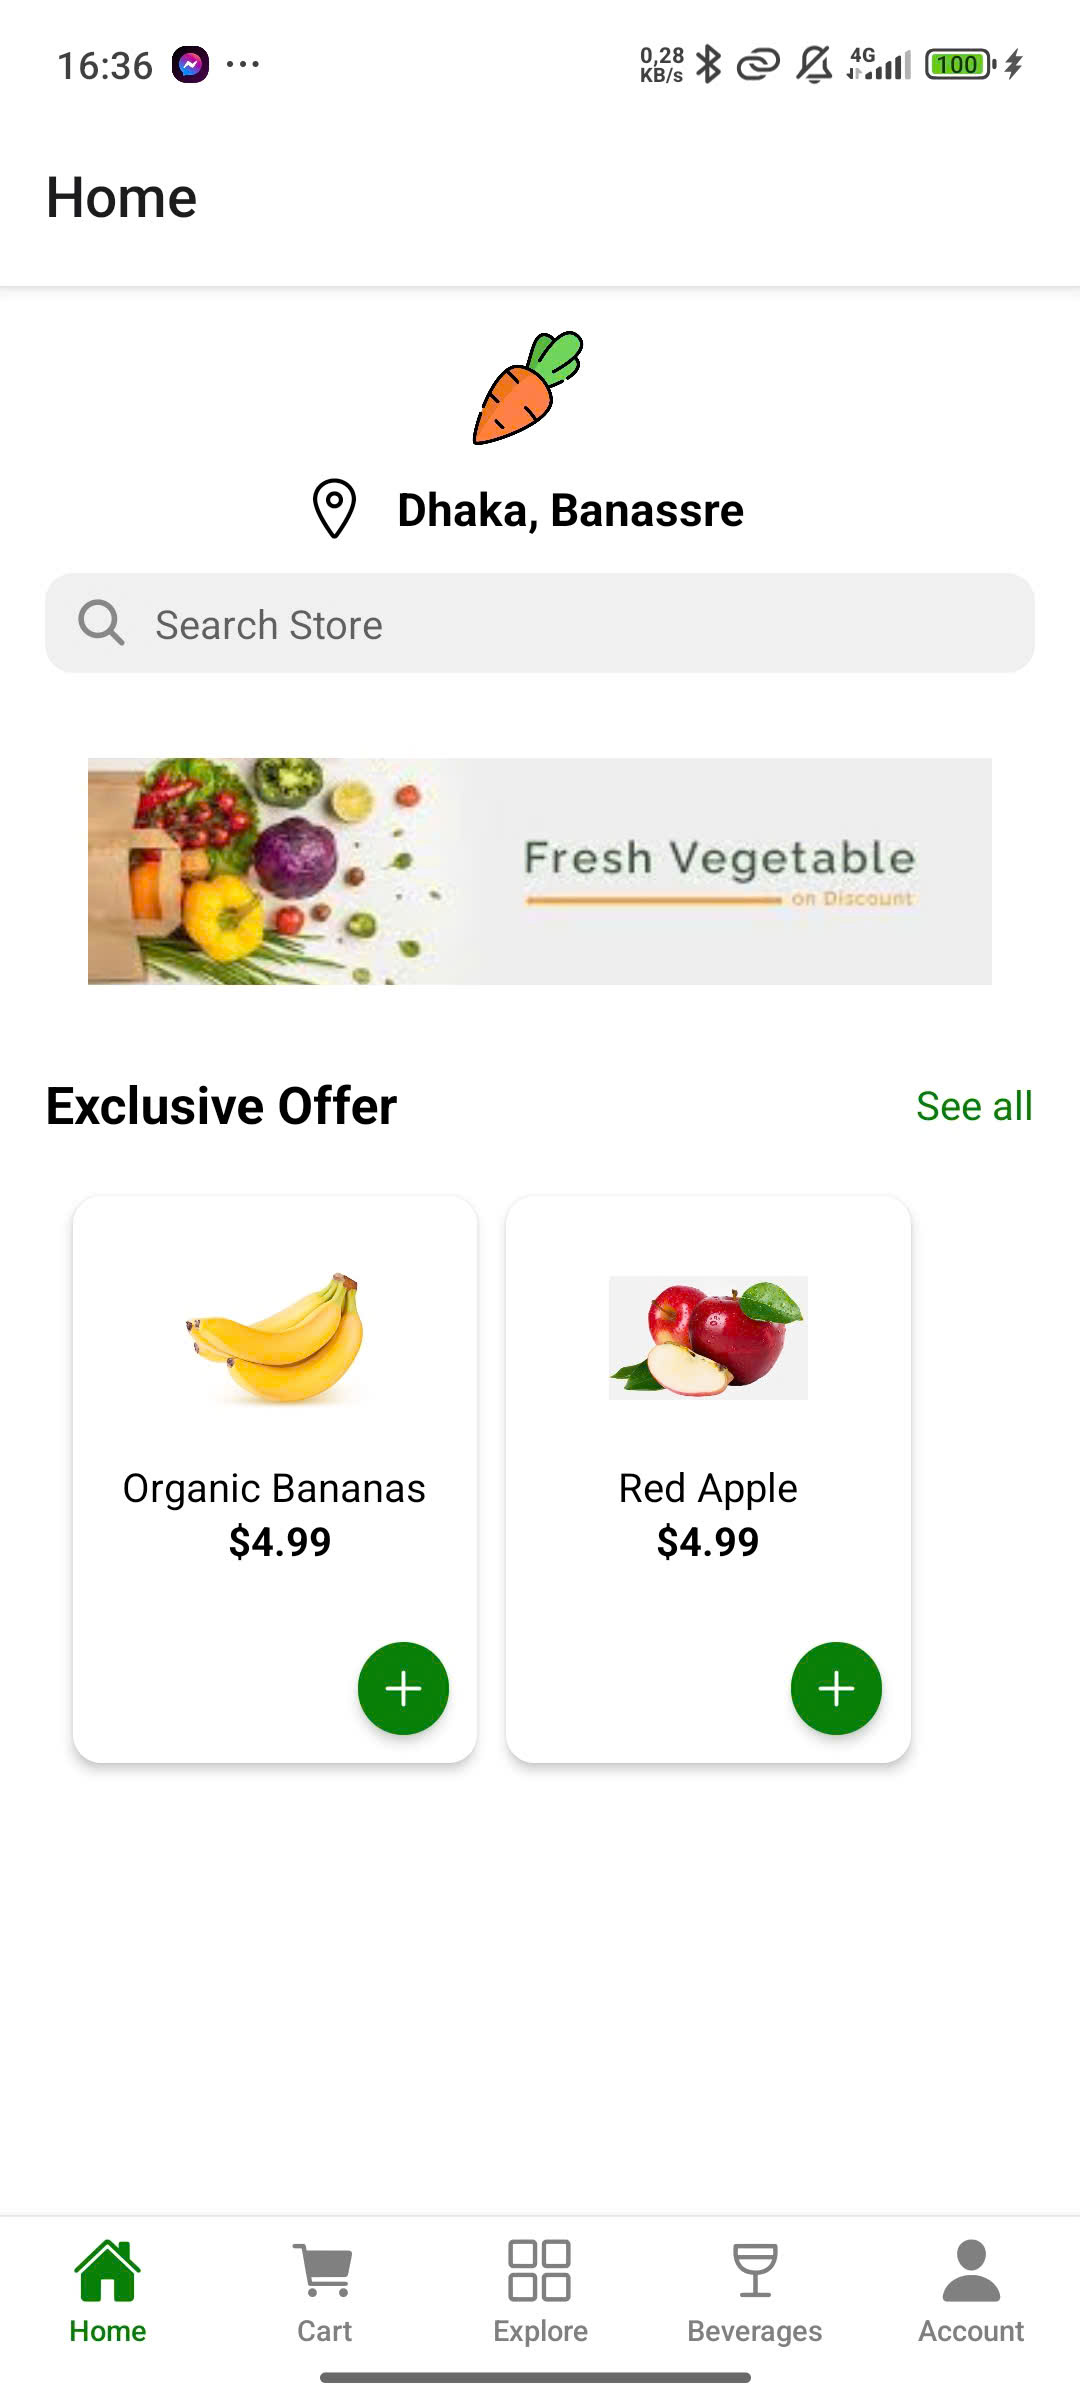 16:36 ... 0,28 KB/s 4G 100
Home
Dhaka, Banassre
Search Store
Fresh Vegetable
on Discount
Exclusive Offer See all
Organic Bananas Red Apple
$4.99 $4.99
Home Cart Explore Beverages Account